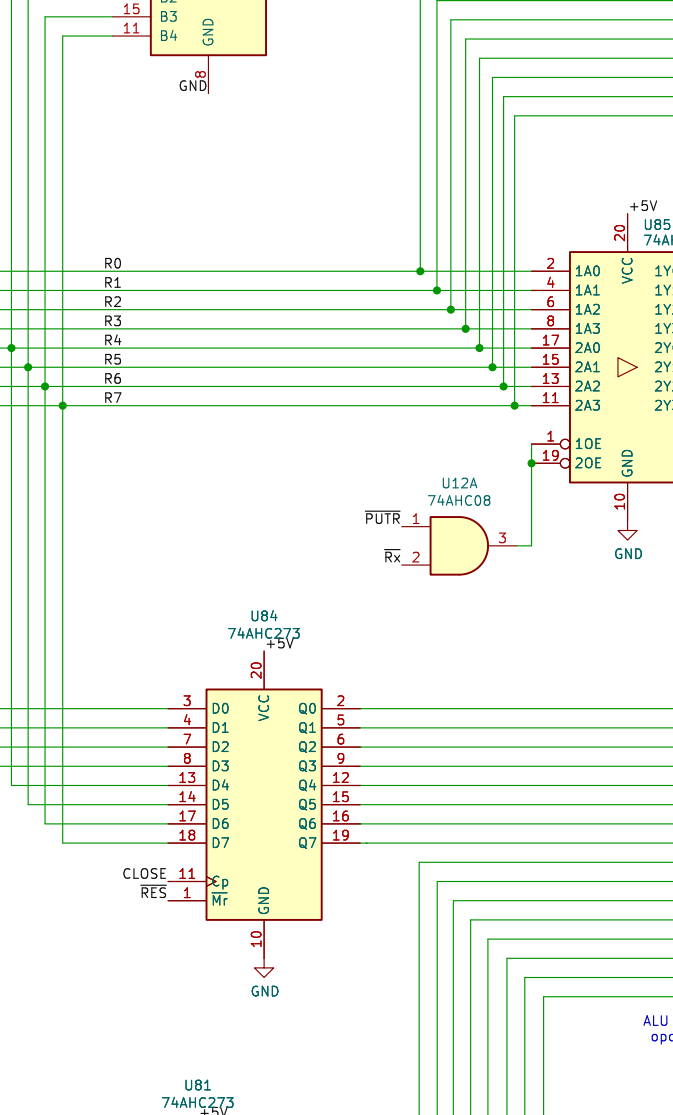 15 B3
11 B4
GND
8
GND
+5V
20
U85
VCC
R0 2 1A0
R1 4 1A1
R2 6 1A2
R3 8 1A3
R4 17 2A0
R5 15 2A1
R6 13 2A2
R7 11 2A3
1 1OE
19 2OE
GND
10
GND
U12A
74AHC08
PUTR 1
3
Rx 2
U84
74AHC273
+5V
20
VCC
3 D0 Q0 2
4 D1 Q1 5
7 D2 Q2 6
8 D3 Q3 9
13 D4 Q4 12
14 D5 Q5 15
17 D6 Q6 16
18 D7 Q7 19
CLOSE 11 Cp
RES 1 Mr
GND
10
GND
ALU
U81
74AHC273
+5V